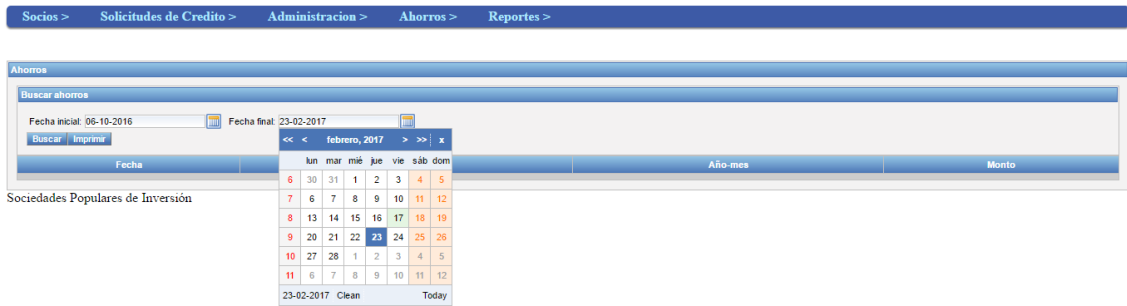 Socios > Solicitudes de Credito > Administracion > Ahorros > Reportes >
Ahorros
Buscar ahorros
Fecha inicial: 06-10-2016 Fecha final: 23-02-2017
Buscar Imprimir
<< < febrero, 2017 > >> x
Fecha Año-mes Monto
lun mar mié jue vie sáb dom
6 30 31 1 2 3 4 5
7 6 7 8 9 10 11 12
Sociedades Populares de Inversión
8 13 14 15 16 17 18 19
9 20 21 22 23 24 25 26
10 27 28 1 2 3 4 5
11 6 7 8 9 10 11 12
23-02-2017 Clean Today